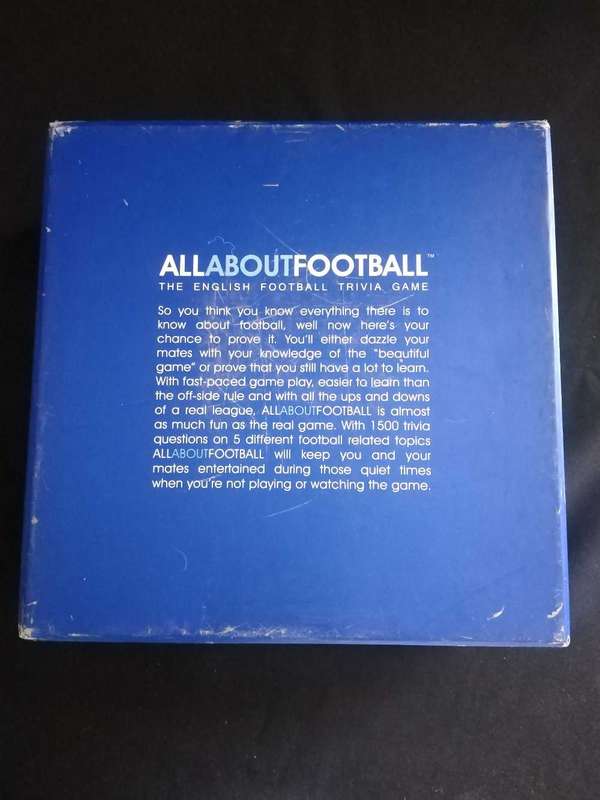 ALLABOUTFOOTBALL™
THE ENGLISH FOOTBALL TRIVIA GAME
So you think you know everything there is to
know about football, well now here's your
chance to prove it. You'll either dazzle your
mates with your knowledge of the "beautiful
game" or prove that you still have a lot to learn.
With fast-paced game play, easier to learn than
the off-side rule and with all the ups and downs
of a real league, ALLABOUTFOOTBALL is almost
as much fun as the real game. With 1500 trivia
questions on 5 different football related topics
ALLABOUTFOOTBALL will keep you and your
mates entertained during those quiet times
when you're not playing or watching the game.